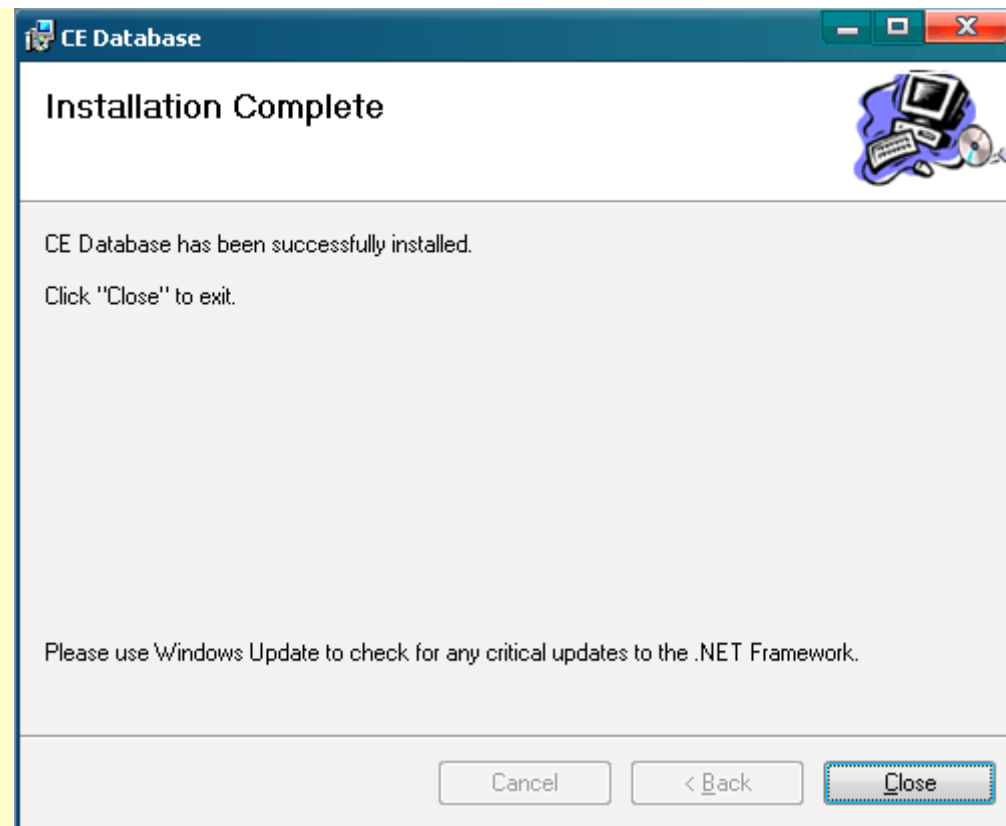 CE Database
Installation Complete
CE Database has been successfully installed.
Click "Close" to exit.
Please use Windows Update to check for any critical updates to the .NET Framework.
Cancel
< Back
Close